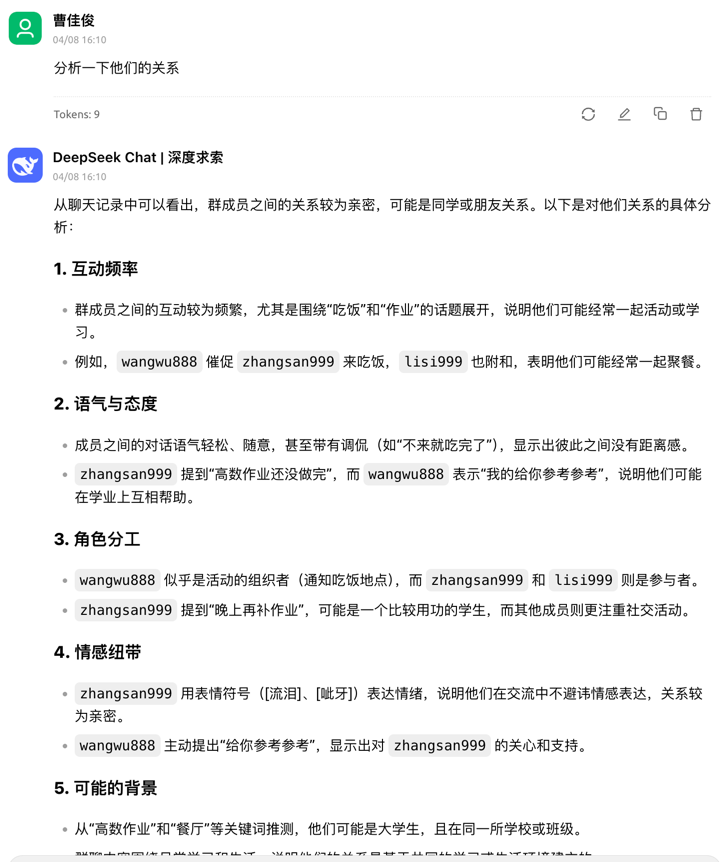 曹佳俊
04/08 16:10
分析一下他们的关系
Tokens: 9
DeepSeek Chat | 深度求索
04/08 16:10
从聊天记录中可以看出，群成员之间的关系较为亲密，可能是同学或朋友关系。以下是对他们关系的具体分
析：
1. 互动频率
群成员之间的互动较为频繁，尤其是围绕“吃饭”和“作业”的话题展开，说明他们可能经常一起活动或学
习。
例如， wangwu888 催促 zhangsan999 来吃饭， lisi999 也附和，表明他们可能经常一起聚餐。
2. 语气与态度
成员之间的对话语气轻松、随意，甚至带有调侃（如“不来就吃完了”），显示出彼此之间没有距离感。
zhangsan999 提到“高数作业还没做完”，而 wangwu888 表示“我的给你参考参考”，说明他们可能
在学业上互相帮助。
3. 角色分工
wangwu888 似乎是活动的组织者（通知吃饭地点），而 zhangsan999 和 lisi999 则是参与者。
zhangsan999 提到“晚上再补作业”，可能是一个比较用功的学生，而其他成员则更注重社交活动。
4. 情感纽带
zhangsan999 用表情符号（[流泪]、[呲牙]）表达情绪，说明他们在交流中不避讳情感表达，关系较
为亲密。
wangwu888 主动提出“给你参考参考”，显示出对 zhangsan999 的关心和支持。
5. 可能的背景
从“高数作业”和“餐厅”等关键词推测，他们可能是大学生，且在同一所学校或班级。